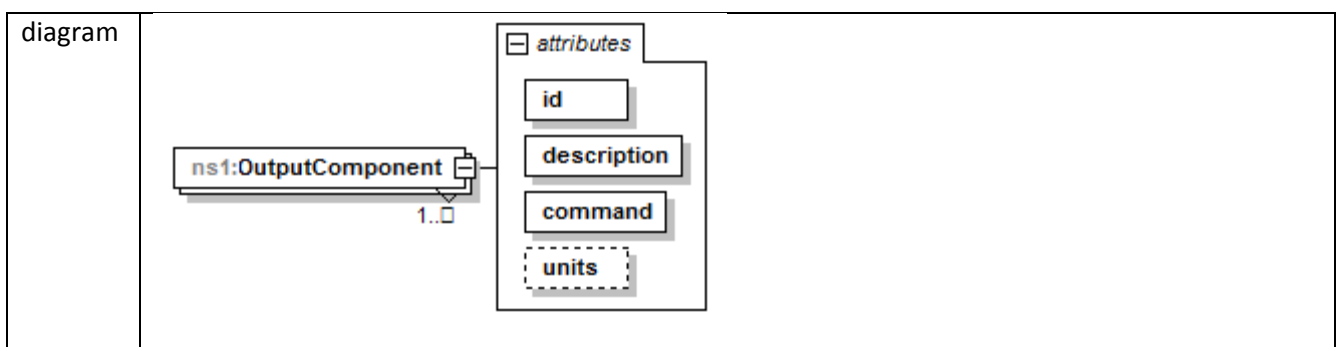 diagram
attributes
id
description
ns1:OutputComponent
command
1..□
units